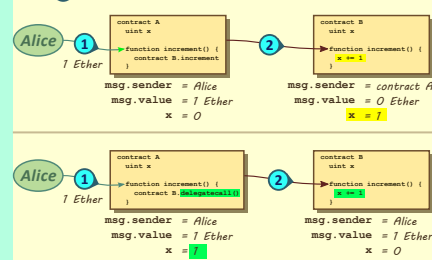 Alice
1
1 Ether
contract A
uint x
function increment() {
contract B.increment
}
msg.sender = Alice
msg.value = 1 Ether
x = 0
2
contract B
uint x
function increment() {
x += 1
}
msg.sender = contract A
msg.value = 0 Ether
x = 1
Alice
1
1 Ether
contract A
uint x
function increment() {
contract B.delegatecall()
}
msg.sender = Alice
msg.value = 1 Ether
x = 1
2
contract B
uint x
function increment() {
x += 1
}
msg.sender = Alice
msg.value = 1 Ether
x = 0